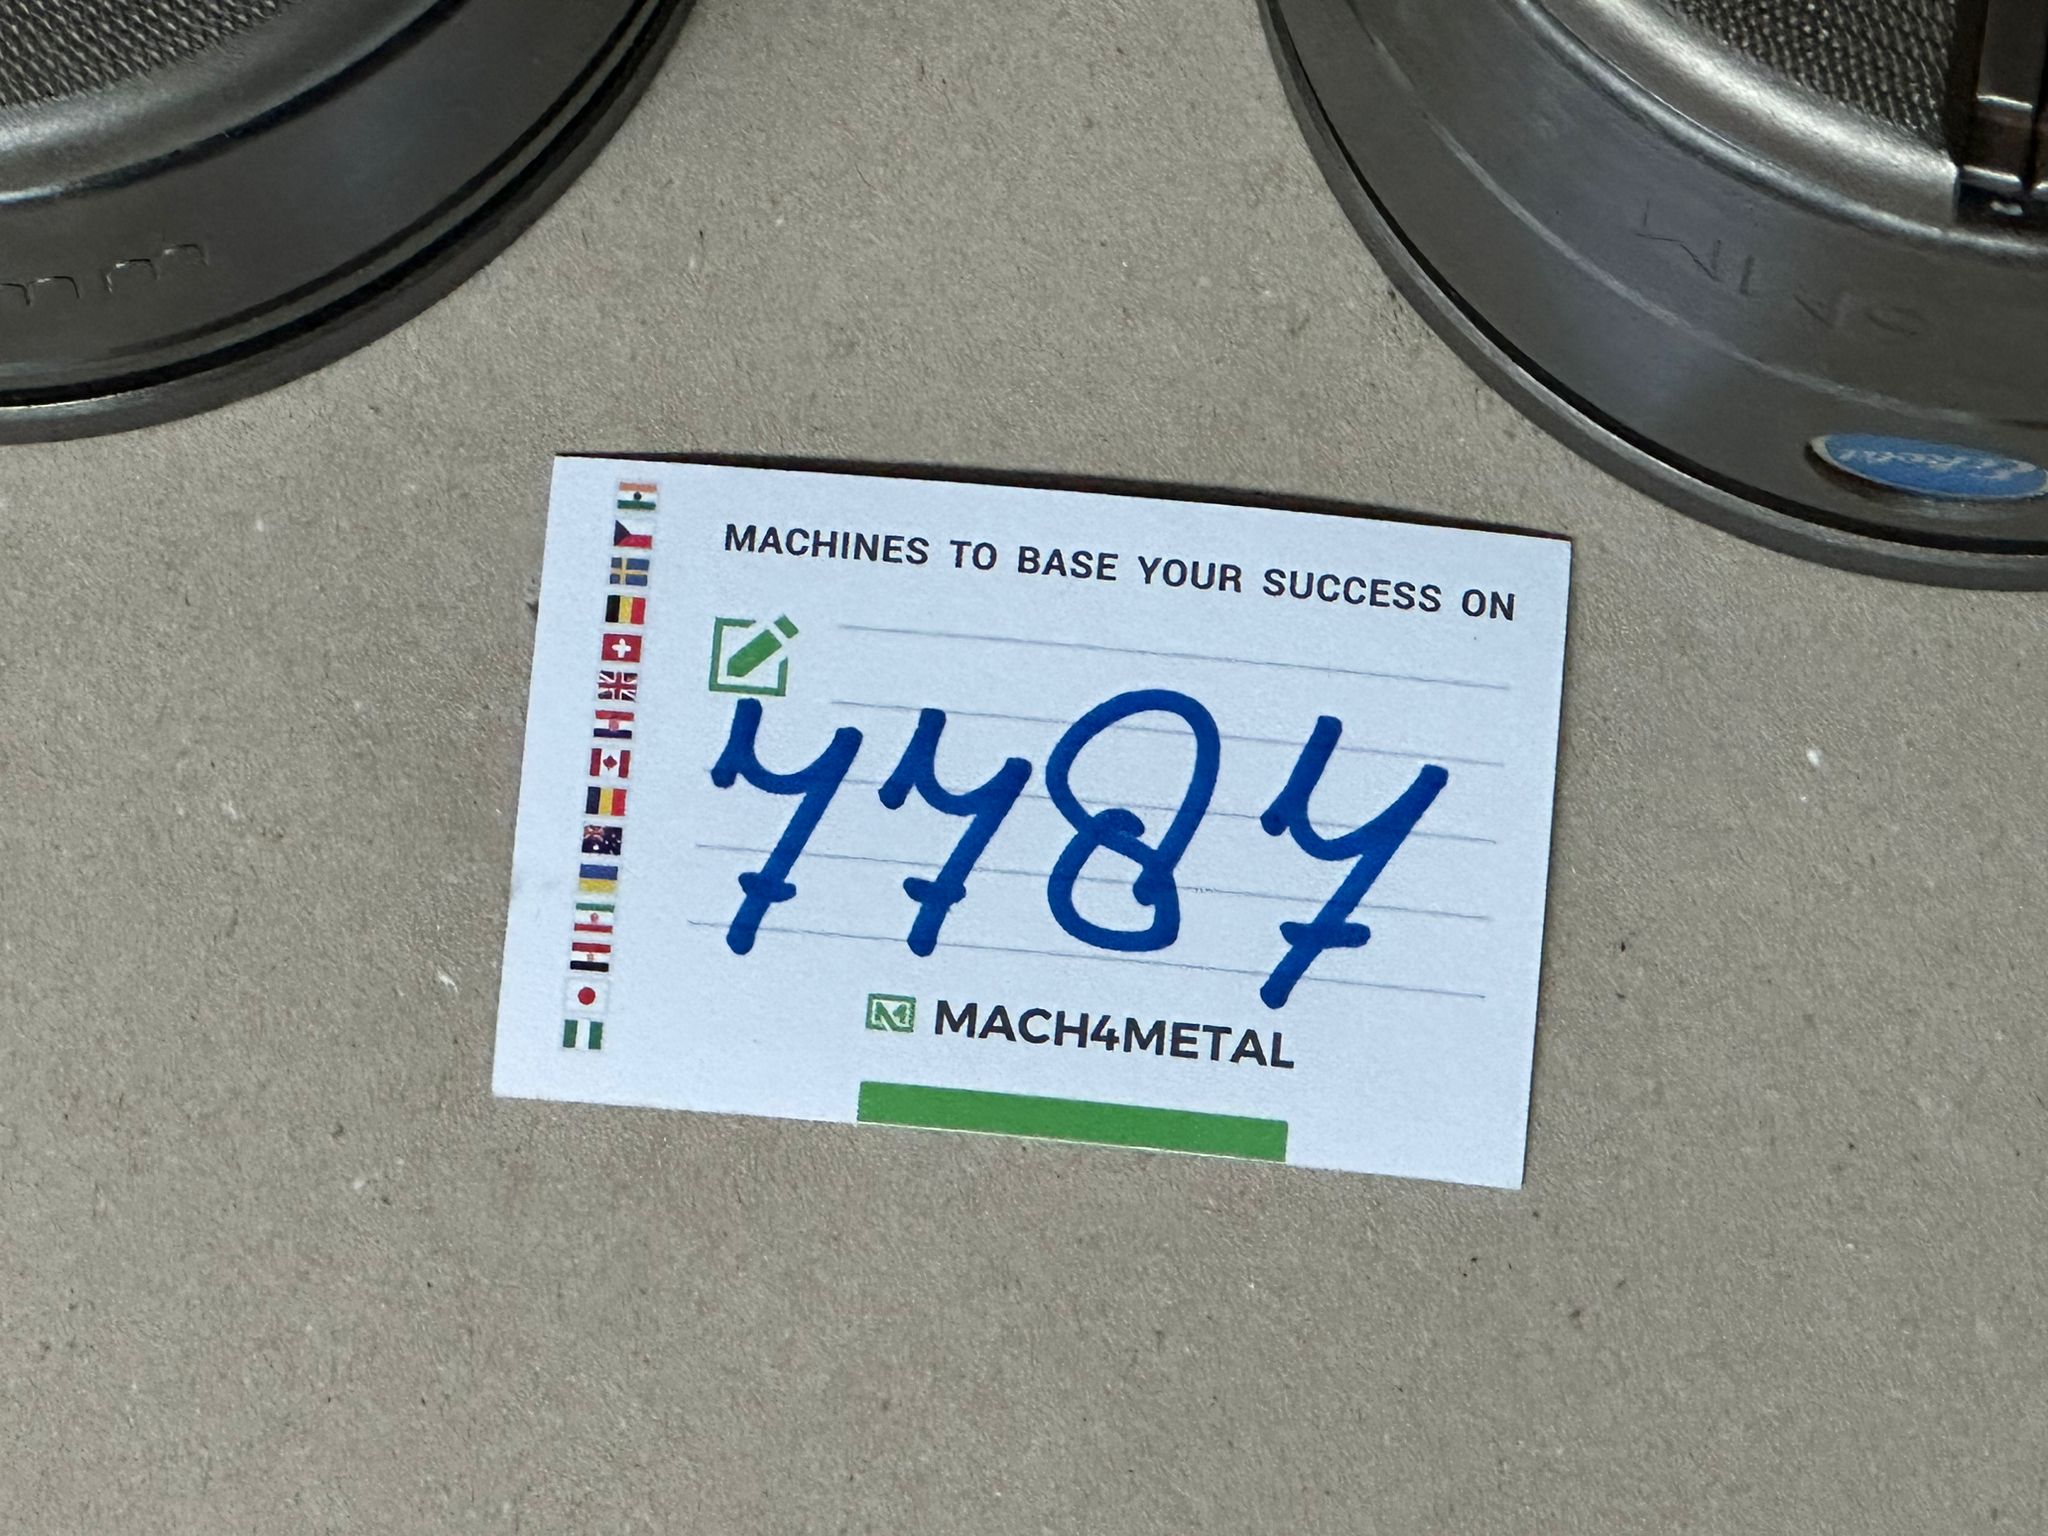 MACHINES TO BASE YOUR SUCCESS ON
7787
MACH4METAL